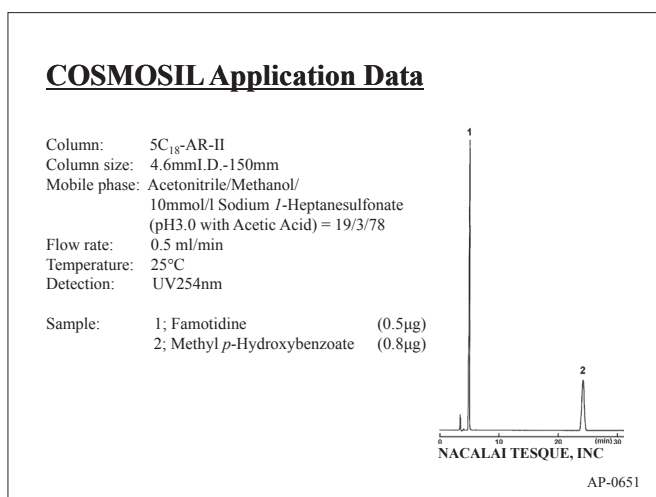 COSMOSIL Application Data
Column: 5C18-AR-II
Column size: 4.6mmI.D.-150mm
Mobile phase: Acetonitrile/Methanol/
10mmol/l Sodium 1-Heptanesulfonate
(pH3.0 with Acetic Acid) = 19/3/78
Flow rate: 0.5 ml/min
Temperature: 25°C
Detection: UV254nm
Sample: 1; Famotidine (0.5μg)
2; Methyl p-Hydroxybenzoate (0.8μg)
1
2
0 10 20 (min) 30
NACALAI TESQUE, INC
AP-0651